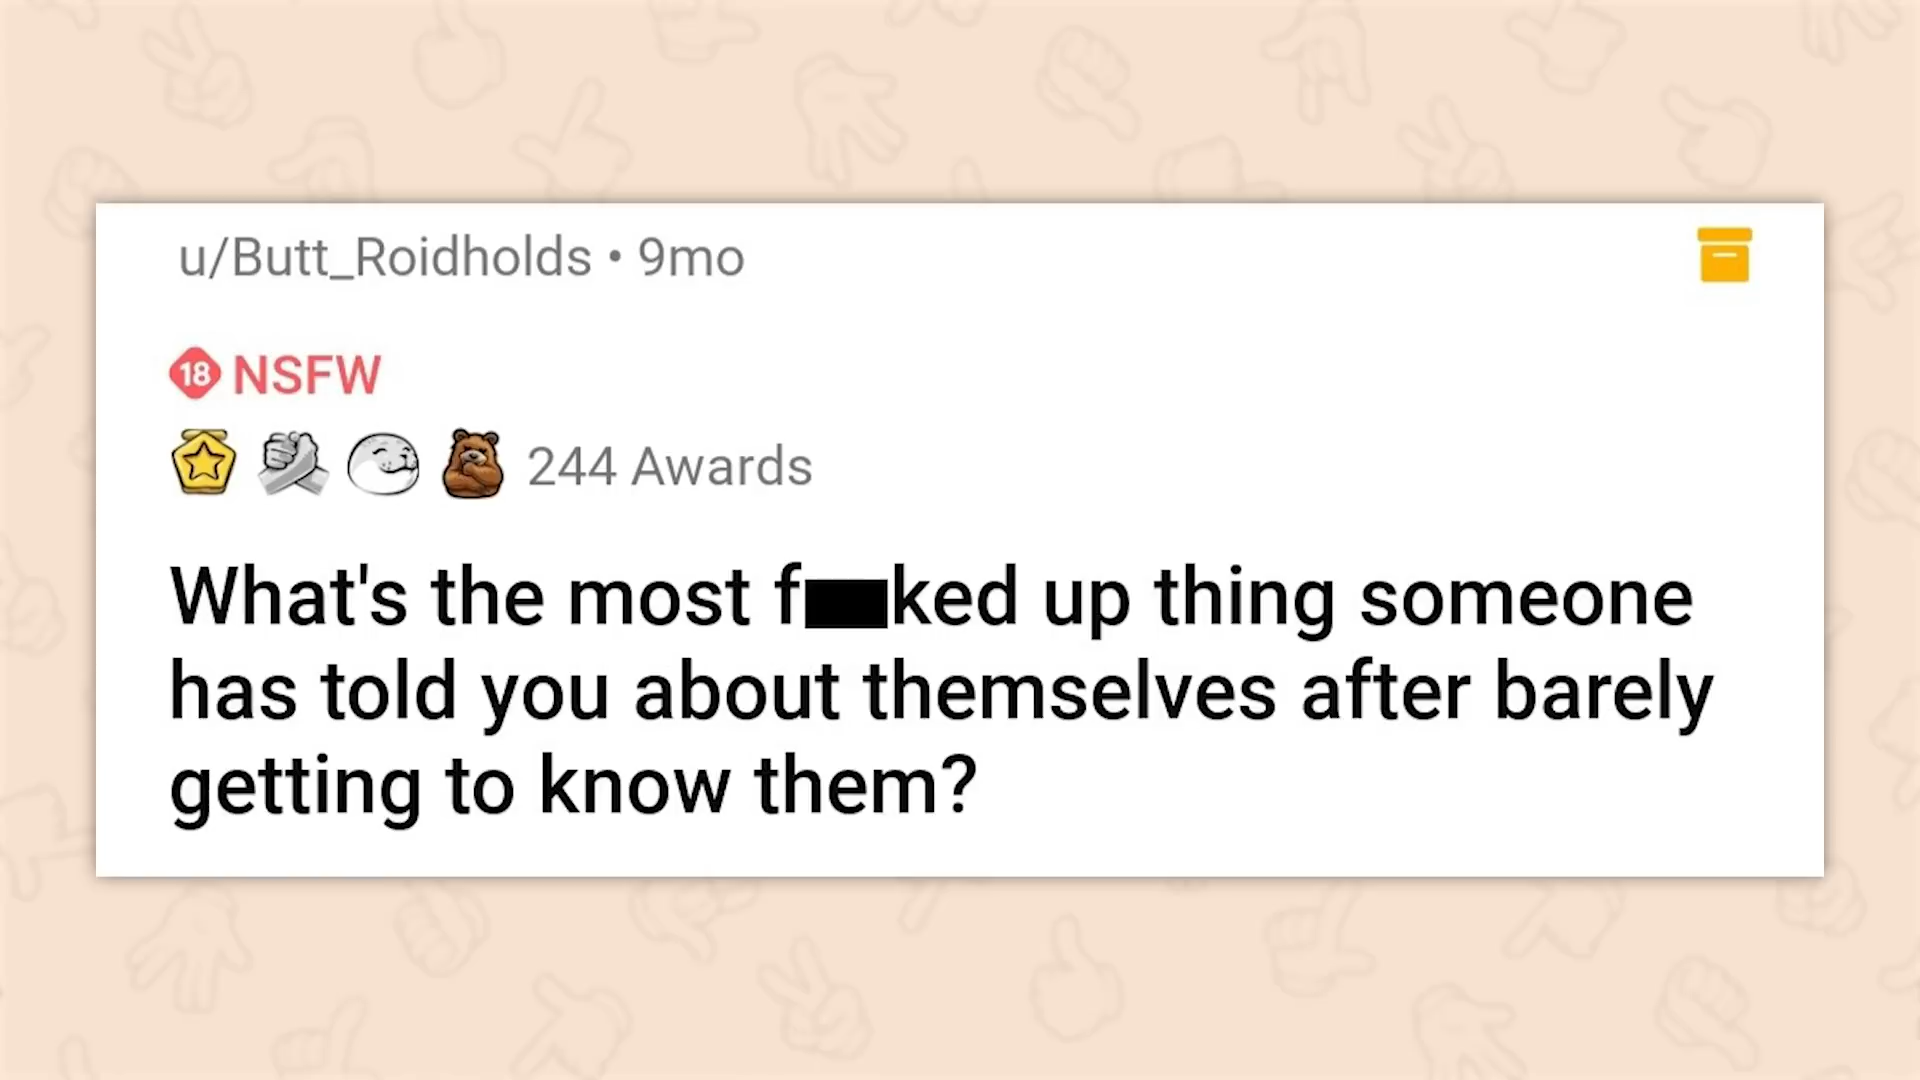 u/Butt_Roidholds • 9mo
18 NSFW
244 Awards
What's the most f██ked up thing someone
has told you about themselves after barely
getting to know them?